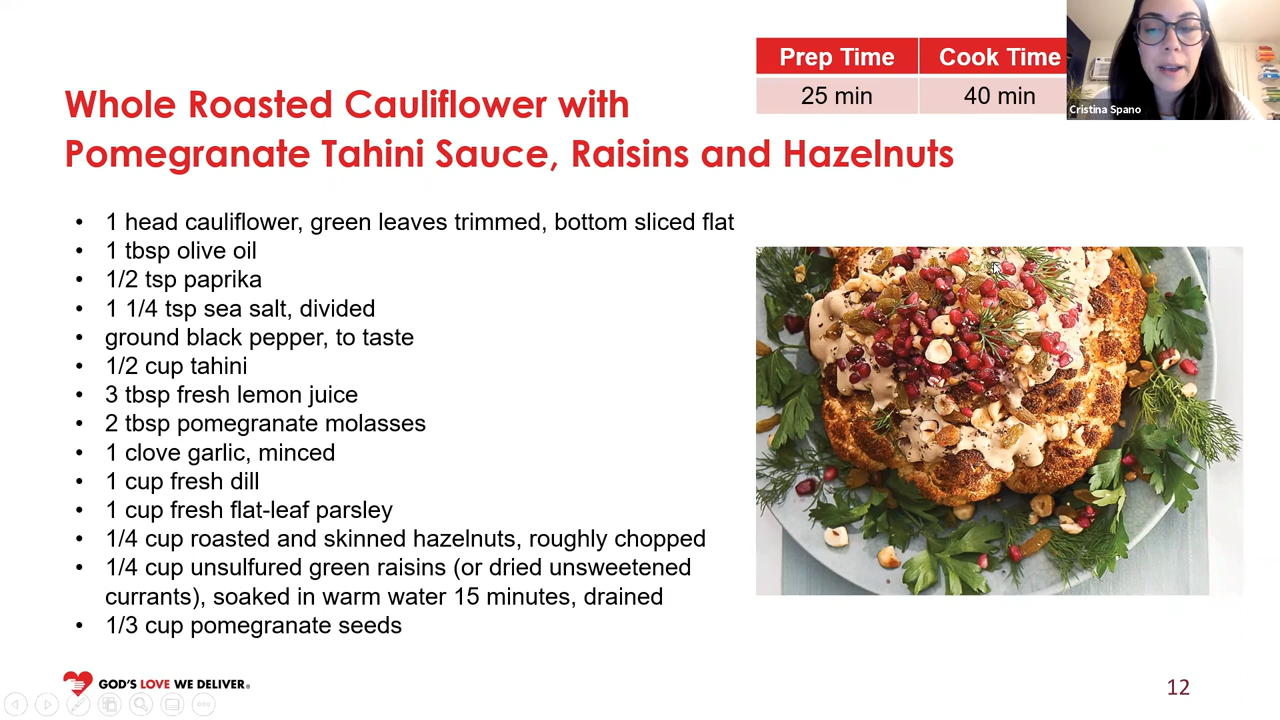 Prep Time Cook Time
25 min 40 min
Cristina Spano
Whole Roasted Cauliflower with
Pomegranate Tahini Sauce, Raisins and Hazelnuts
• 1 head cauliflower, green leaves trimmed, bottom sliced flat
• 1 tbsp olive oil
• 1/2 tsp paprika
• 1 1/4 tsp sea salt, divided
• ground black pepper, to taste
• 1/2 cup tahini
• 3 tbsp fresh lemon juice
• 2 tbsp pomegranate molasses
• 1 clove garlic, minced
• 1 cup fresh dill
• 1 cup fresh flat-leaf parsley
• 1/4 cup roasted and skinned hazelnuts, roughly chopped
• 1/4 cup unsulfured green raisins (or dried unsweetened
currants), soaked in warm water 15 minutes, drained
• 1/3 cup pomegranate seeds
GOD'S LOVE WE DELIVER®
12